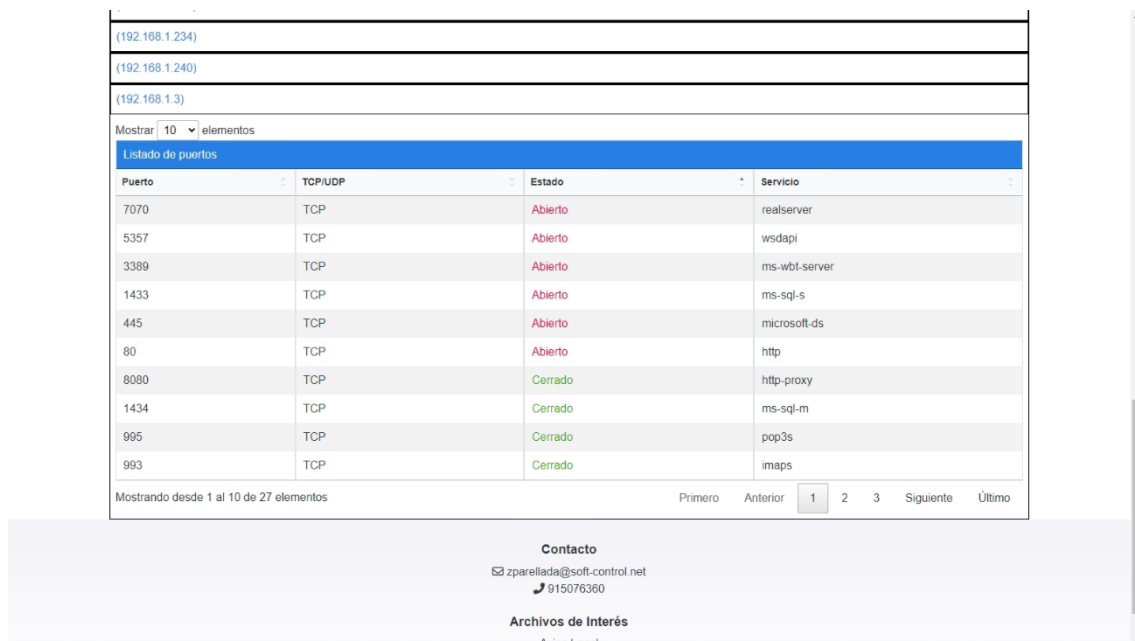 (192.168.1.234)
(192.168.1.240)
(192.168.1.3)
Mostrar 10 elementos
Listado de puertos
Puerto TCP/UDP Estado Servicio
7070 TCP Abierto realserver
5357 TCP Abierto wsdapi
3389 TCP Abierto ms-wbt-server
1433 TCP Abierto ms-sql-s
445 TCP Abierto microsoft-ds
80 TCP Abierto http
8080 TCP Cerrado http-proxy
1434 TCP Cerrado ms-sql-m
995 TCP Cerrado pop3s
993 TCP Cerrado imaps
Mostrando desde 1 al 10 de 27 elementos Primero Anterior 1 2 3 Siguiente Último
Contacto
zparellada@soft-control.net
915076360
Archivos de Interés